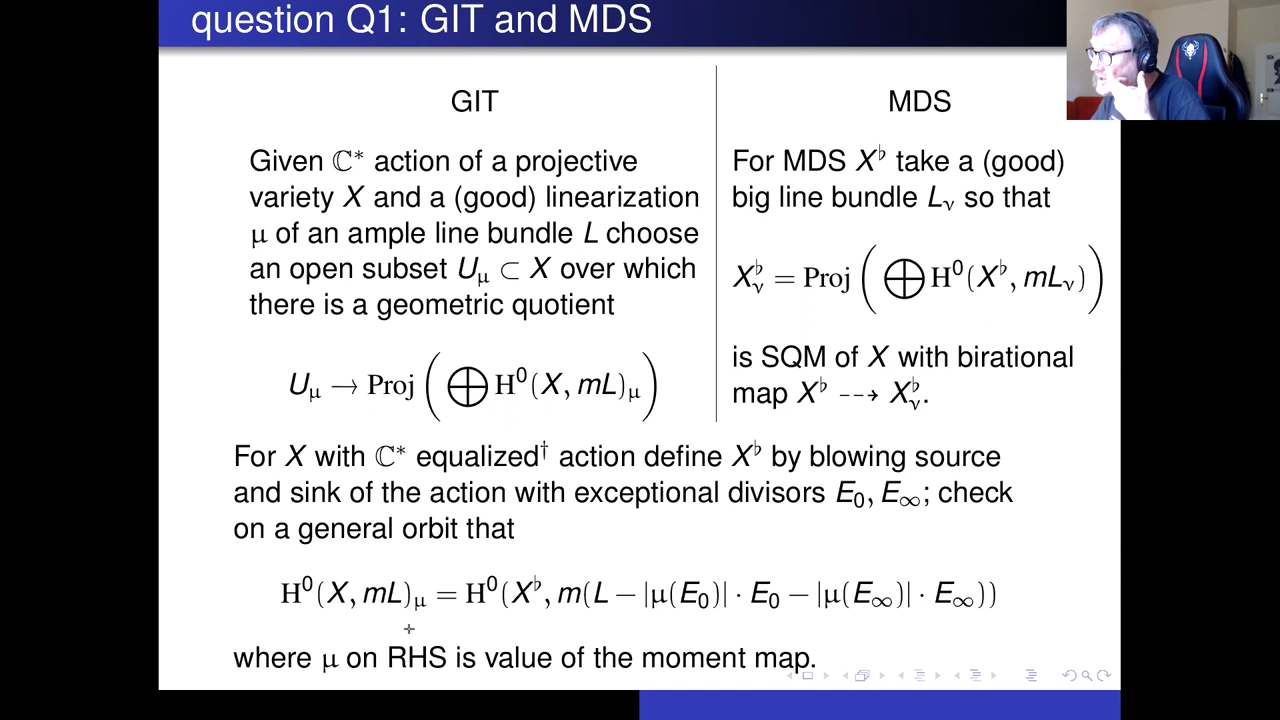 question Q1: GIT and MDS
GIT
Given ℂ* action of a projective
variety X and a (good) linearization
μ of an ample line bundle L choose
an open subset U_μ ⊂ X over which
there is a geometric quotient
U_μ → Proj (⊕ H⁰(X, mL)_μ)
MDS
For MDS X^♭ take a (good)
big line bundle L_ν so that
X^♭_ν = Proj (⊕ H⁰(X^♭, mL_ν))
is SQM of X with birational
map X^♭ ⇢ X^♭_ν.
For X with ℂ* equalized† action define X^♭ by blowing source
and sink of the action with exceptional divisors E₀, E_∞; check
on a general orbit that
H⁰(X, mL)_μ = H⁰(X^♭, m(L − |μ(E₀)| · E₀ − |μ(E_∞)| · E_∞))
where μ on RHS is value of the moment map.